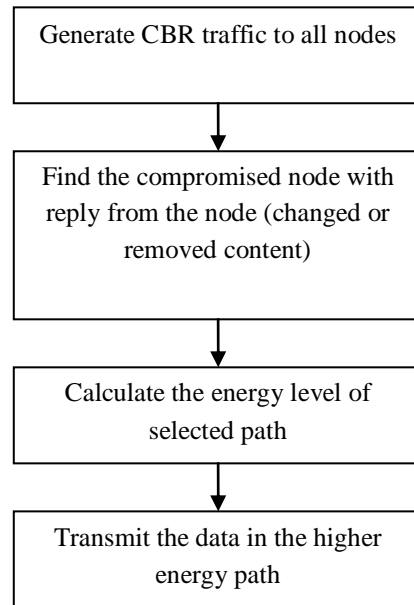 Generate CBR traffic to all nodes
Find the compromised node with
reply from the node (changed or
removed content)
Calculate the energy level of
selected path
Transmit the data in the higher
energy path